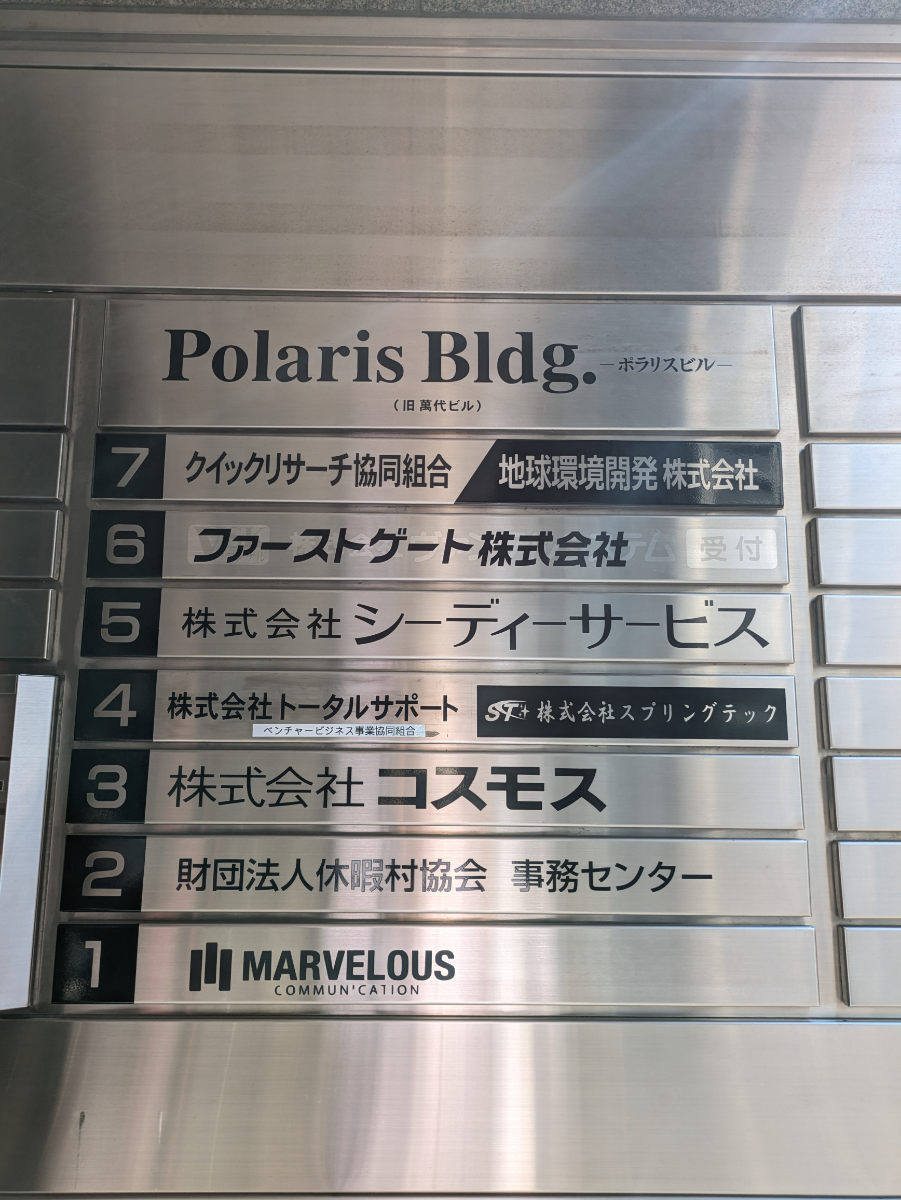 Polaris Bldg. ーポラリスビルー
（旧 萬代ビル）
7 クイックリサーチ協同組合 地球環境開発 株式会社
6 ファーストゲート株式会社 テム 受付
5 株式会社 シーディーサービス
4 株式会社トータルサポート ST 株式会社スプリングテック
ベンチャービジネス事業協同組合
3 株式会社 コスモス
2 財団法人休暇村協会 事務センター
1 MARVELOUS
COMMUN'CATION